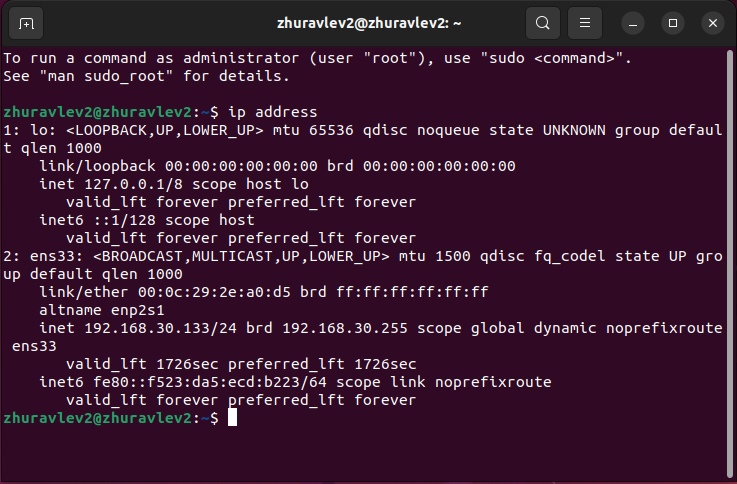 zhuravlev2@zhuravlev2: ~
To run a command as administrator (user "root"), use "sudo <command>".
See "man sudo_root" for details.
zhuravlev2@zhuravlev2:~$ ip address
1: lo: <LOOPBACK,UP,LOWER_UP> mtu 65536 qdisc noqueue state UNKNOWN group defaul
t qlen 1000
    link/loopback 00:00:00:00:00:00 brd 00:00:00:00:00:00
    inet 127.0.0.1/8 scope host lo
       valid_lft forever preferred_lft forever
    inet6 ::1/128 scope host
       valid_lft forever preferred_lft forever
2: ens33: <BROADCAST,MULTICAST,UP,LOWER_UP> mtu 1500 qdisc fq_codel state UP gro
up default qlen 1000
    link/ether 00:0c:29:2e:a0:d5 brd ff:ff:ff:ff:ff:ff
    altname enp2s1
    inet 192.168.30.133/24 brd 192.168.30.255 scope global dynamic noprefixroute
 ens33
       valid_lft 1726sec preferred_lft 1726sec
    inet6 fe80::f523:da5:ecd:b223/64 scope link noprefixroute
       valid_lft forever preferred_lft forever
zhuravlev2@zhuravlev2:~$